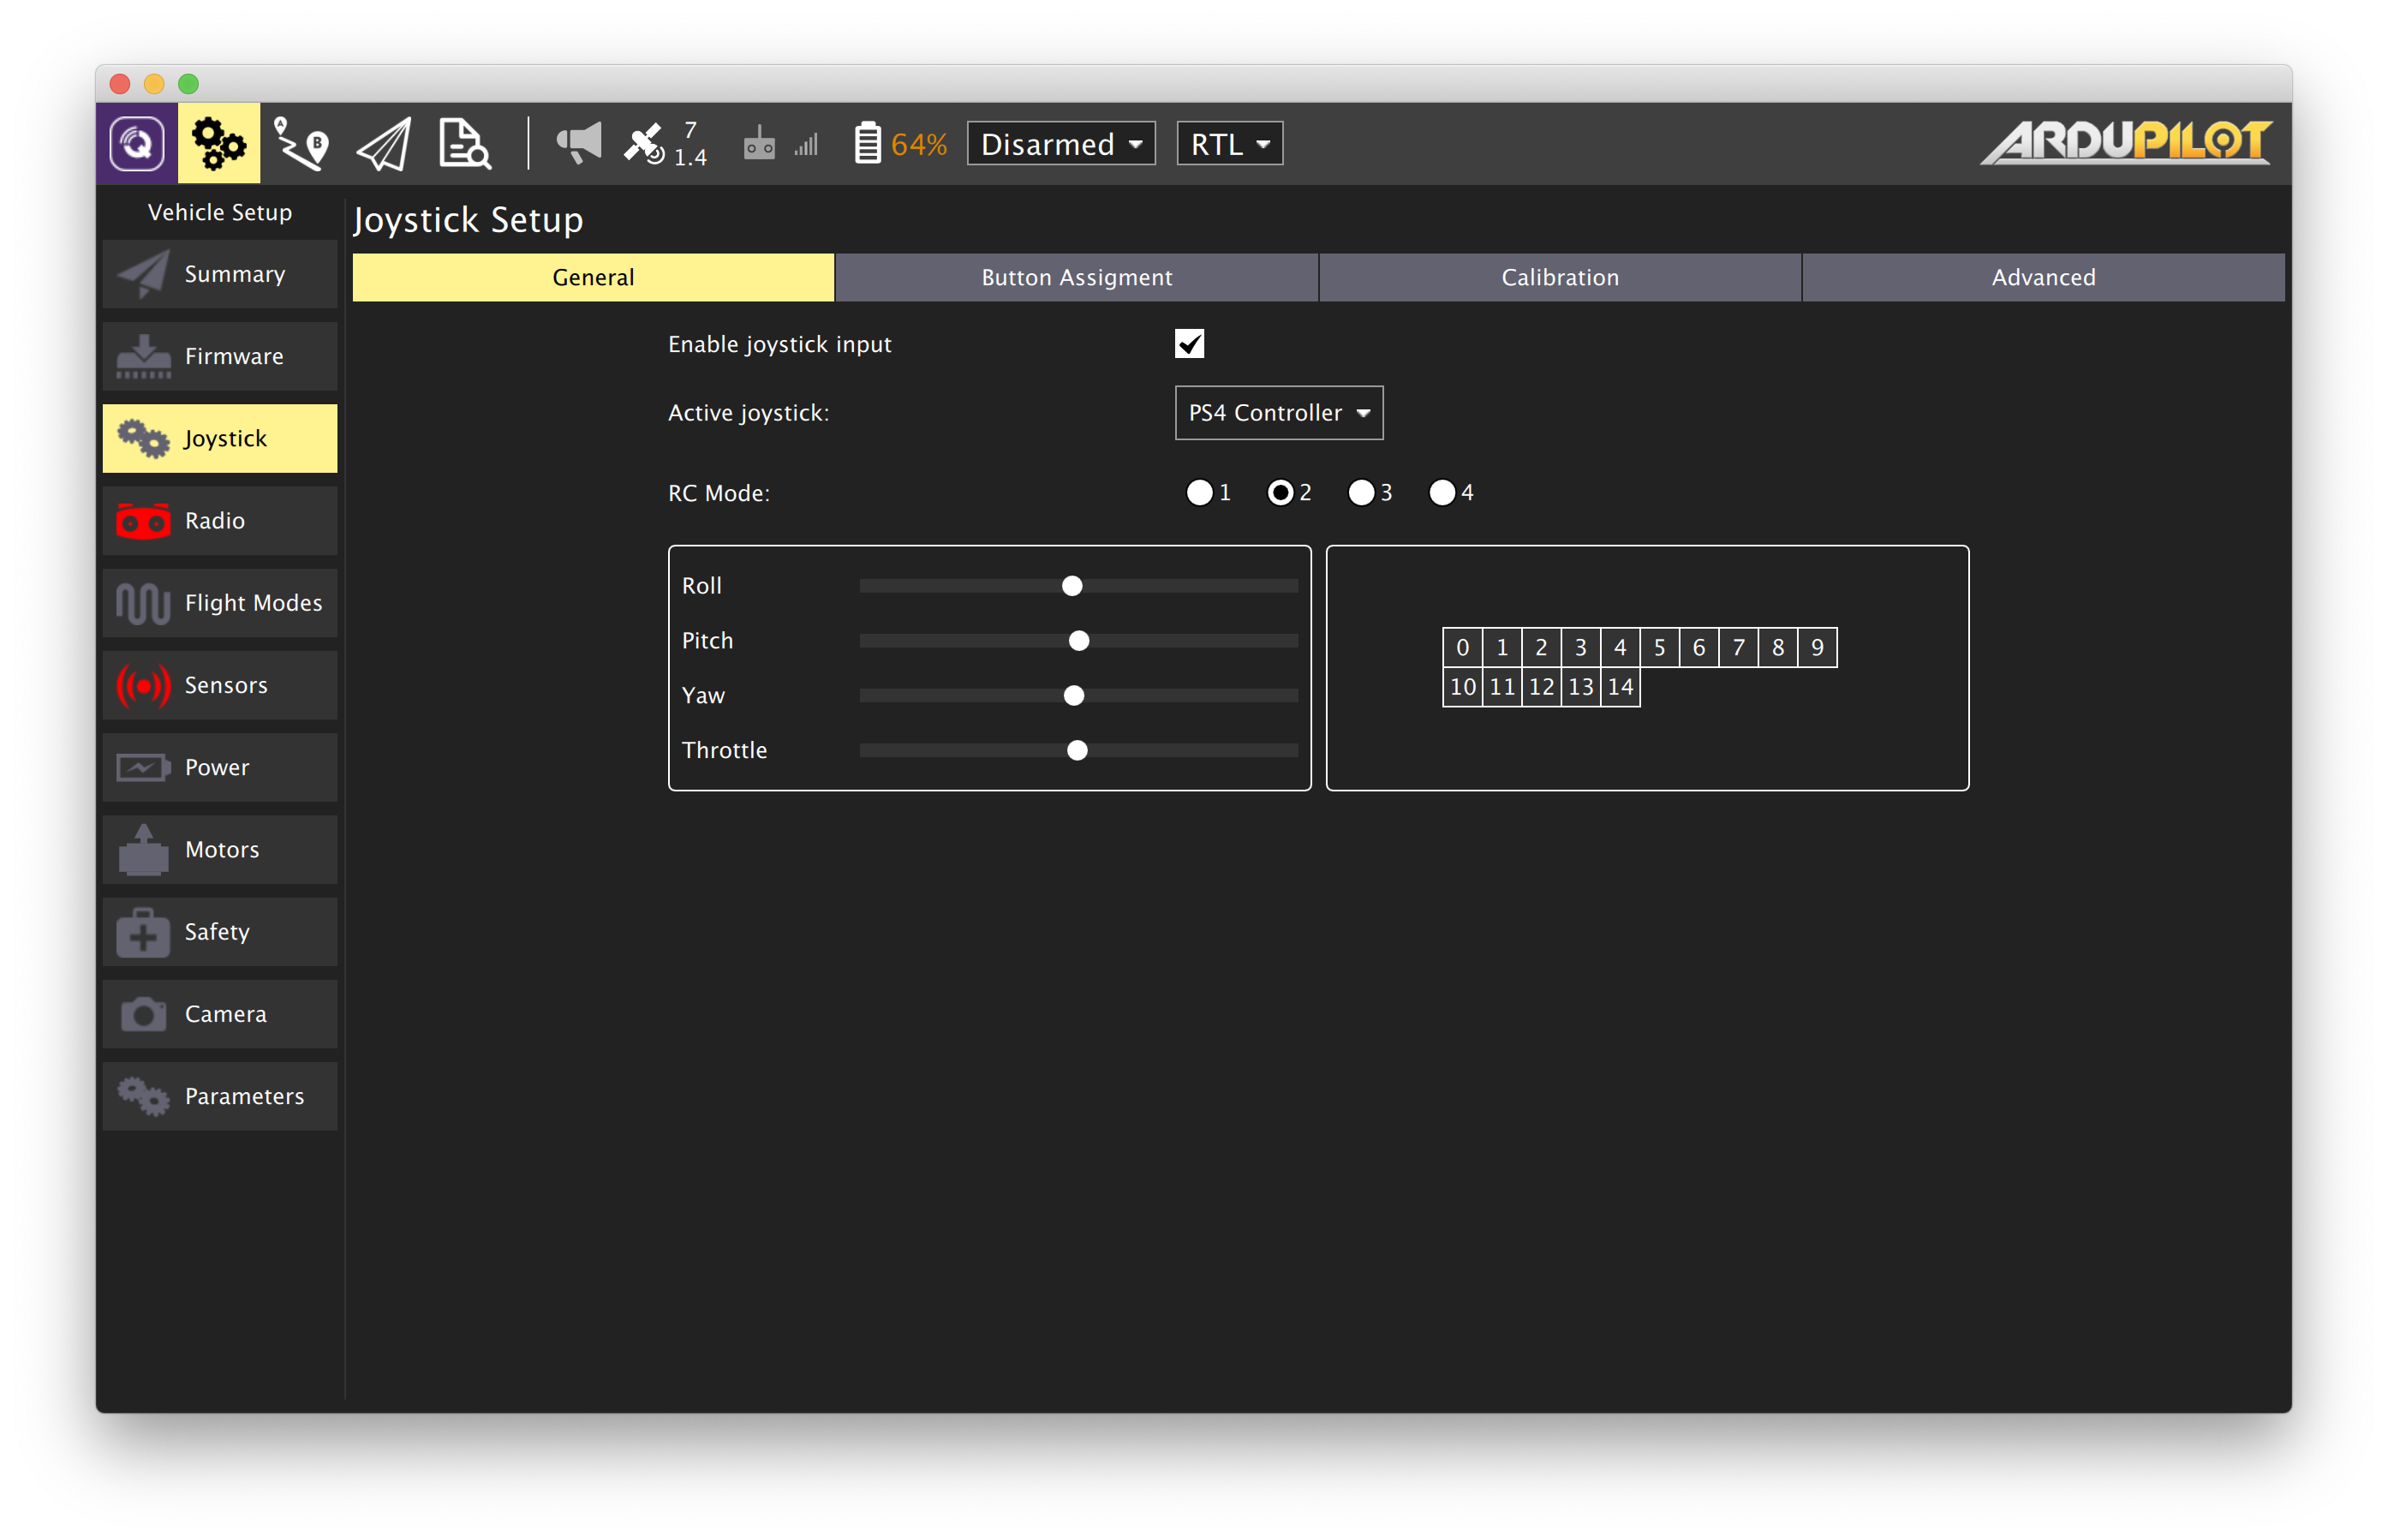 7
1.4
64%
Disarmed
RTL
ARDUPILOT
Vehicle Setup
Summary
Firmware
Joystick
Radio
Flight Modes
Sensors
Power
Motors
Safety
Camera
Parameters
Joystick Setup
General Button Assigment Calibration Advanced
Enable joystick input
Active joystick: PS4 Controller
RC Mode: 1 2 3 4
Roll
Pitch
Yaw
Throttle
0 1 2 3 4 5 6 7 8 9
10 11 12 13 14
A
B
Q